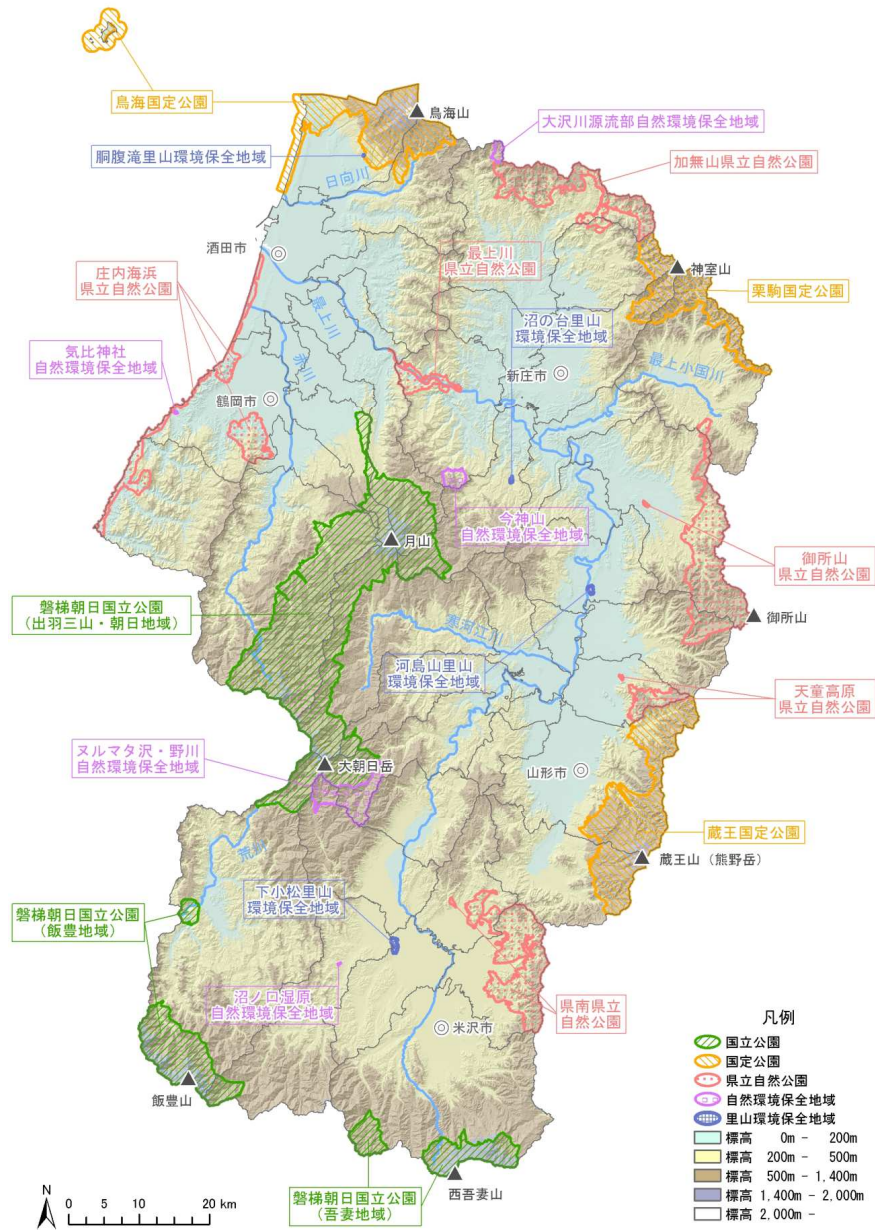 鳥海国定公園
鳥海山
大沢川源流部自然環境保全地域
胴腹滝里山環境保全地域
日向川
加無山県立自然公園
酒田市
最上川
県立自然公園
神室山
庄内海浜
県立自然公園
最上川
沼の台里山
環境保全地域
栗駒国定公園
気比神社
自然環境保全地域
赤川
新庄市
最上小国川
鶴岡市
今神山
自然環境保全地域
月山
御所山
県立自然公園
磐梯朝日国立公園
(出羽三山・朝日地域)
寒河江川
御所山
河島山里山
環境保全地域
天童高原
県立自然公園
ヌルマタ沢・野川
自然環境保全地域
大朝日岳
山形市
蔵王国定公園
荒川
蔵王山(熊野岳)
下小松里山
環境保全地域
磐梯朝日国立公園
(飯豊地域)
沼ノ口湿原
自然環境保全地域
県南県立
自然公園
米沢市
飯豊山
磐梯朝日国立公園
(吾妻地域)
西吾妻山
凡例
国立公園
国定公園
県立自然公園
自然環境保全地域
里山環境保全地域
標高 0m - 200m
標高 200m - 500m
標高 500m - 1,400m
標高 1,400m - 2,000m
標高 2,000m -
N
0 5 10 20 km